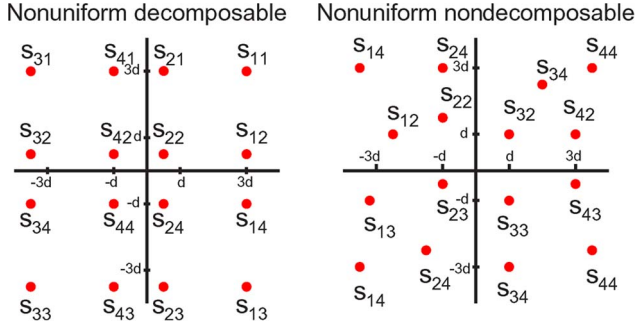 Nonuniform decomposable
Nonuniform nondecomposable
S31 S41 S21 S11
3d
S32 S42 d S22 S12
-3d -d d 3d
-d
S34 S44 S24 S14
-3d
S33 S43 S23 S13
S14 S24 S44
3d S34
S22
S12 S32 S42
d
-3d -d d 3d
-d S23 S43
S13 S33
S24 -3d S44
S14 S34